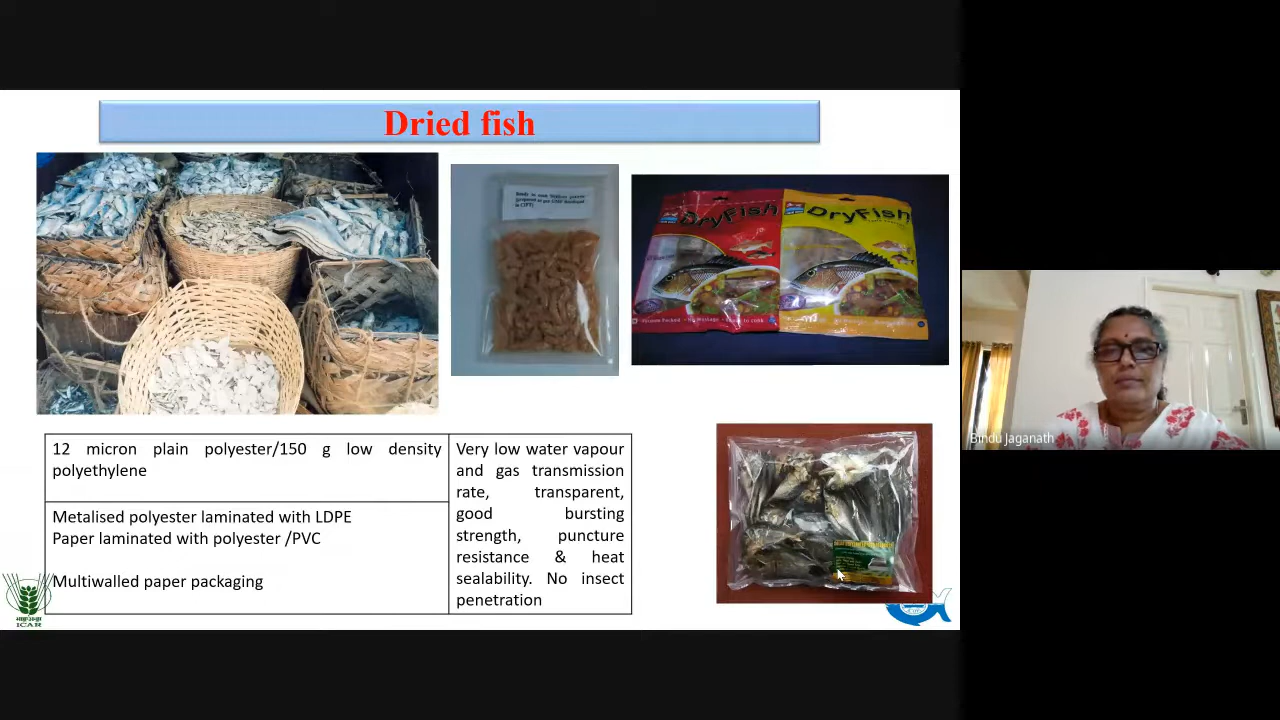 Dried fish
DryFish
DryFish
12 micron plain polyester/150 g low density
polyethylene
Metalised polyester laminated with LDPE
Paper laminated with polyester /PVC
Multiwalled paper packaging
Very low water vapour
and gas transmission
rate, transparent,
good bursting
strength, puncture
resistance & heat
sealability. No insect
penetration
ICAR
Bindu Jaganath